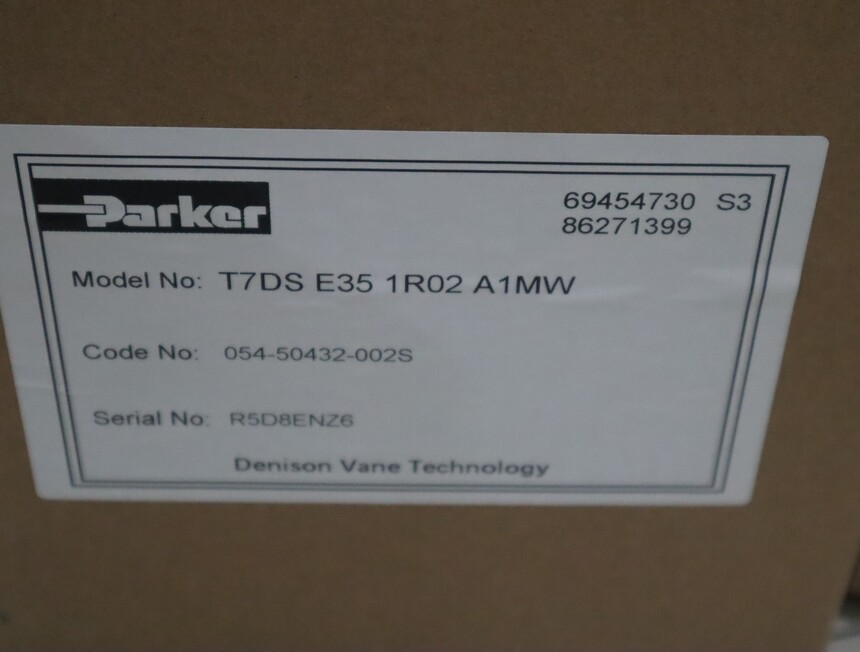 Parker
69454730 S3
86271399
Model No: T7DS E35 1R02 A1MW
Code No: 054-50432-002S
Serial No: R5D8ENZ6
Denison Vane Technology